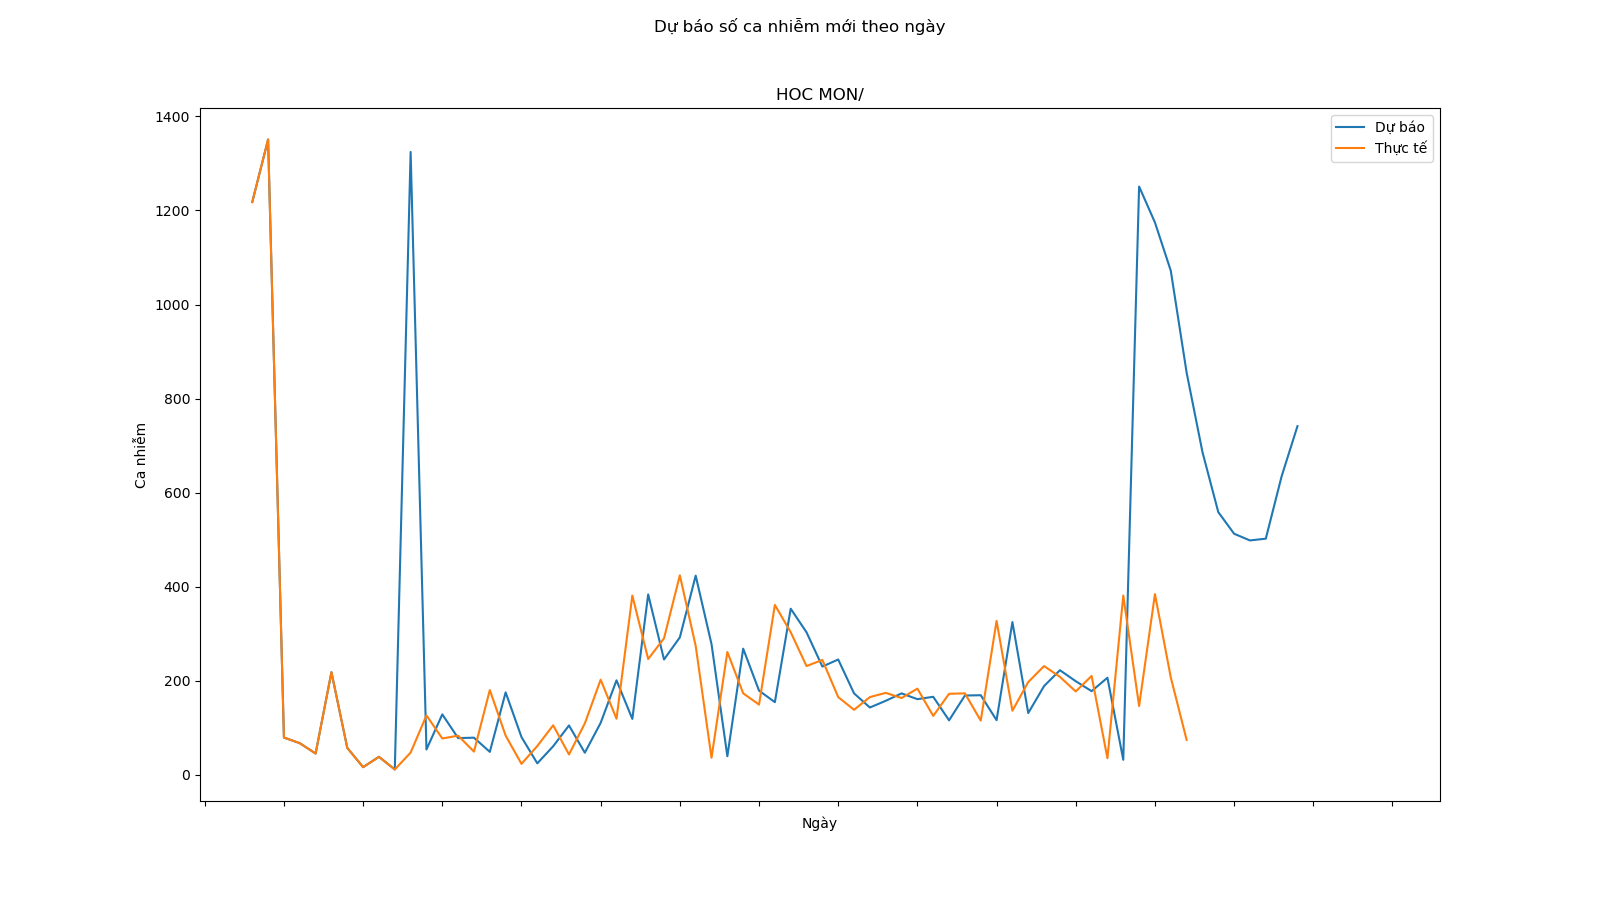 Dự báo số ca nhiễm mới theo ngày
HOC MON/
Dự báo
Thực tế
1400
1200
1000
800
600
400
200
0
Ca nhiễm
Ngày